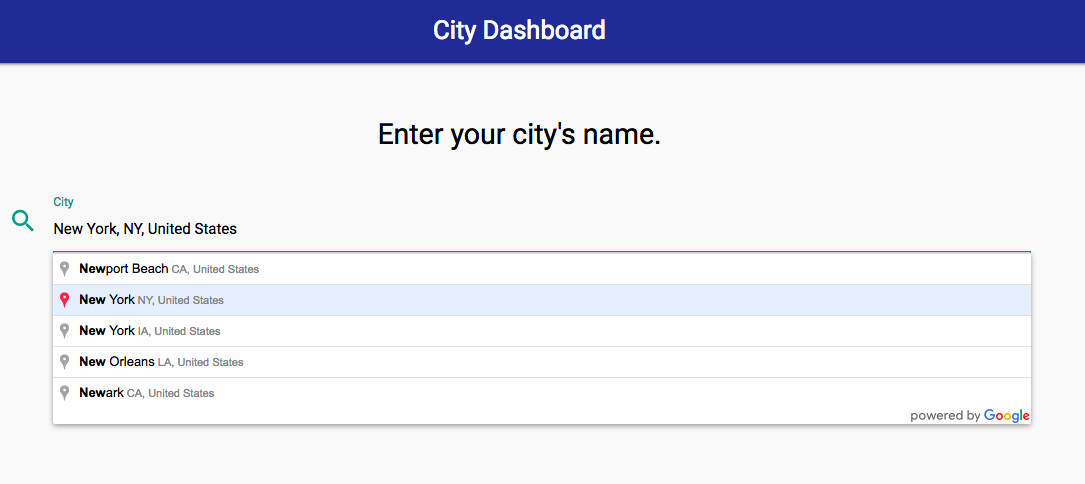 City Dashboard
Enter your city's name.
City
New York, NY, United States
Newport Beach CA, United States
New York NY, United States
New York IA, United States
New Orleans LA, United States
Newark CA, United States
powered by Google